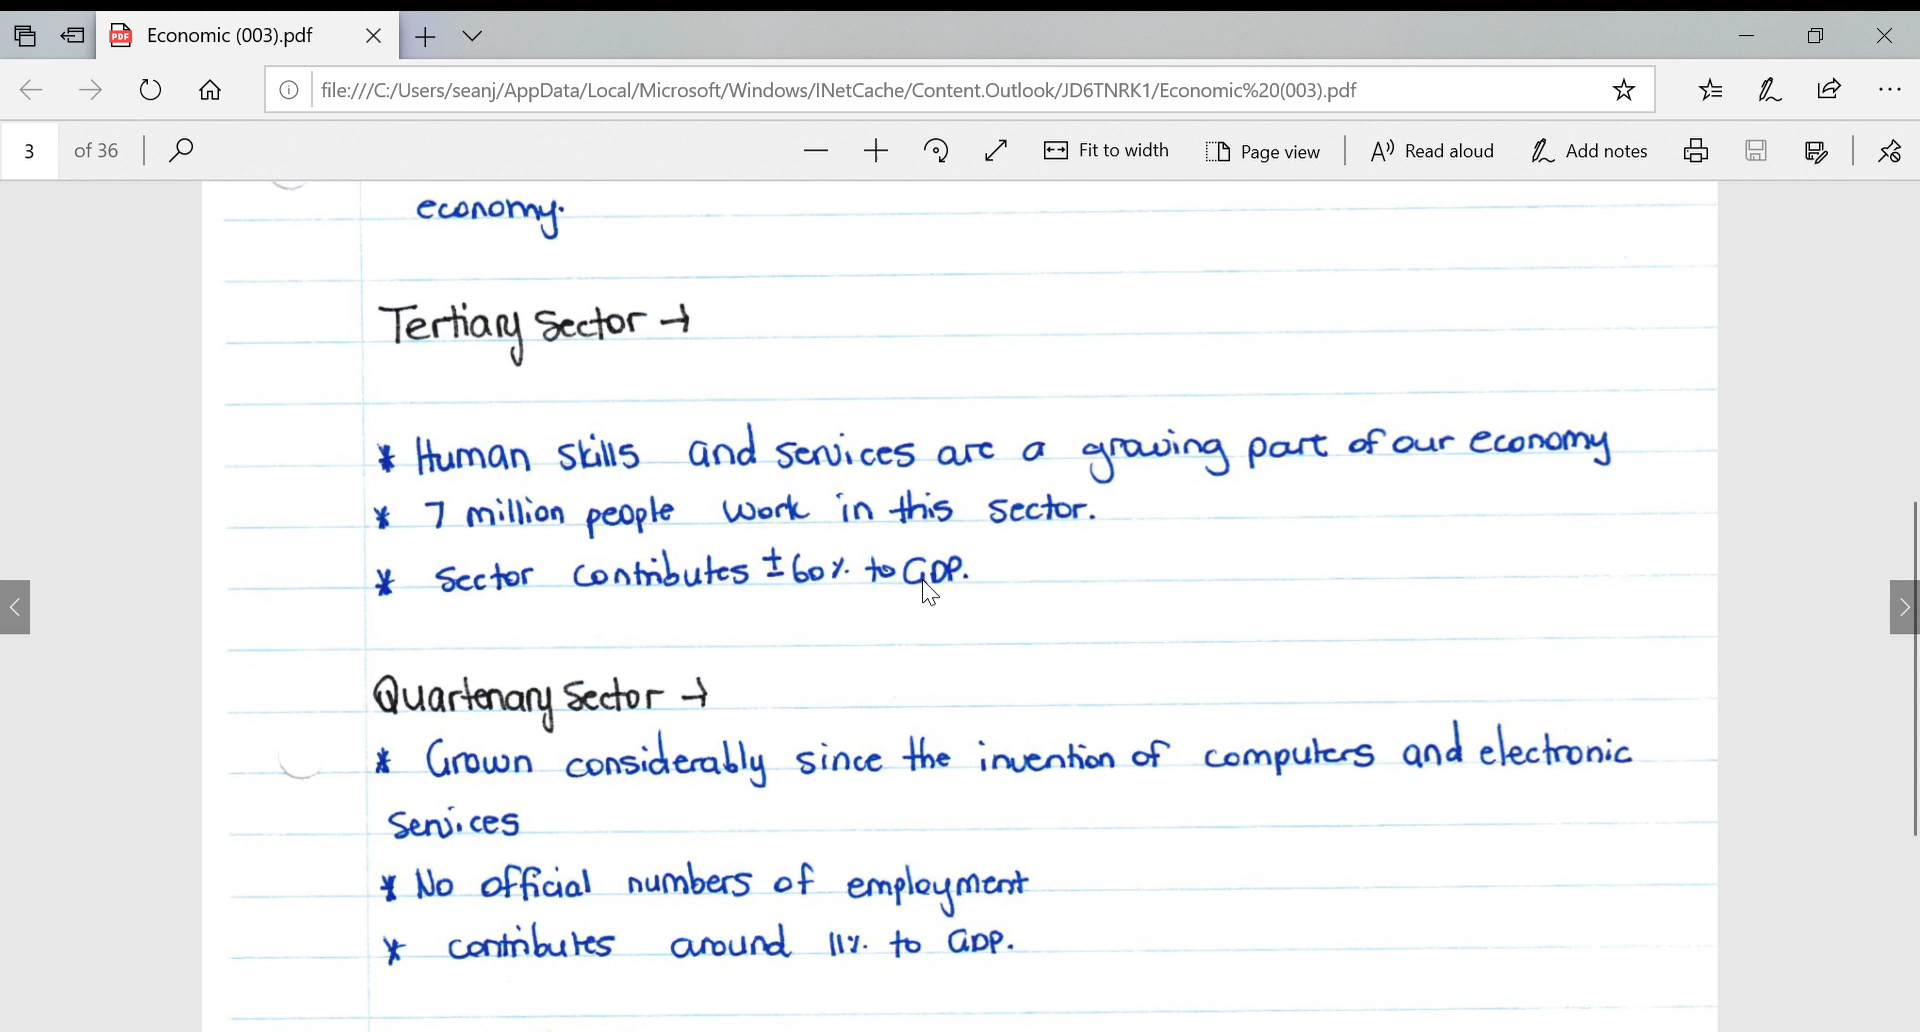 Economic (003).pdf
file:///C:/Users/seanj/AppData/Local/Microsoft/Windows/INetCache/Content.Outlook/JD6TNRK1/Economic%20(003).pdf
3 of 36 Fit to width Page view Read aloud Add notes
economy.
Tertiary Sector →
* Human skills and services are a growing part of our economy
* 7 million people work in this sector.
* Sector contributes ± 60% to GDP.
Quartenary Sector →
* Grown considerably since the invention of computers and electronic
Services
* No official numbers of employment
* contributes around 11% to GDP.